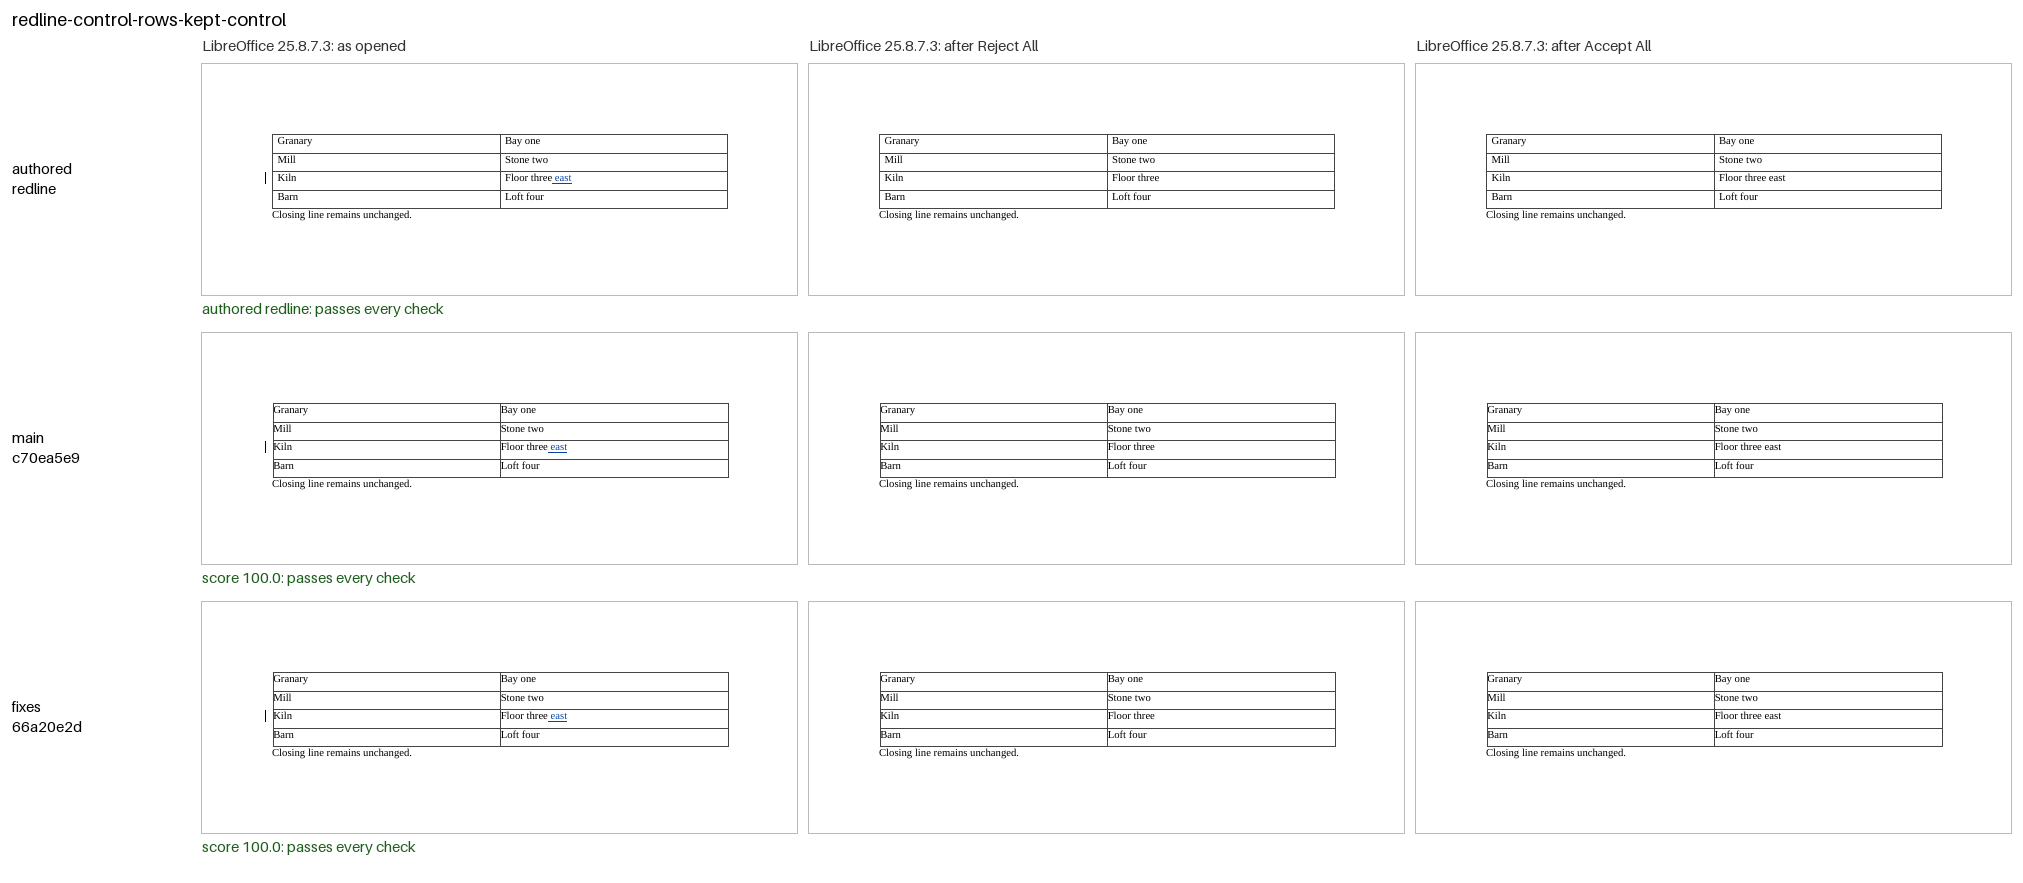 redline-control-rows-kept-control
LibreOffice 25.8.7.3: as opened
LibreOffice 25.8.7.3: after Reject All
LibreOffice 25.8.7.3: after Accept All
authored
redline
Granary Bay one
Mill Stone two
Kiln Floor three east
Barn Loft four
Closing line remains unchanged.
Granary Bay one
Mill Stone two
Kiln Floor three
Barn Loft four
Closing line remains unchanged.
Granary Bay one
Mill Stone two
Kiln Floor three east
Barn Loft four
Closing line remains unchanged.
authored redline: passes every check
main
c70ea5e9
Granary Bay one
Mill Stone two
Kiln Floor three east
Barn Loft four
Closing line remains unchanged.
Granary Bay one
Mill Stone two
Kiln Floor three
Barn Loft four
Closing line remains unchanged.
Granary Bay one
Mill Stone two
Kiln Floor three east
Barn Loft four
Closing line remains unchanged.
score 100.0: passes every check
fixes
66a20e2d
Granary Bay one
Mill Stone two
Kiln Floor three east
Barn Loft four
Closing line remains unchanged.
Granary Bay one
Mill Stone two
Kiln Floor three
Barn Loft four
Closing line remains unchanged.
Granary Bay one
Mill Stone two
Kiln Floor three east
Barn Loft four
Closing line remains unchanged.
score 100.0: passes every check